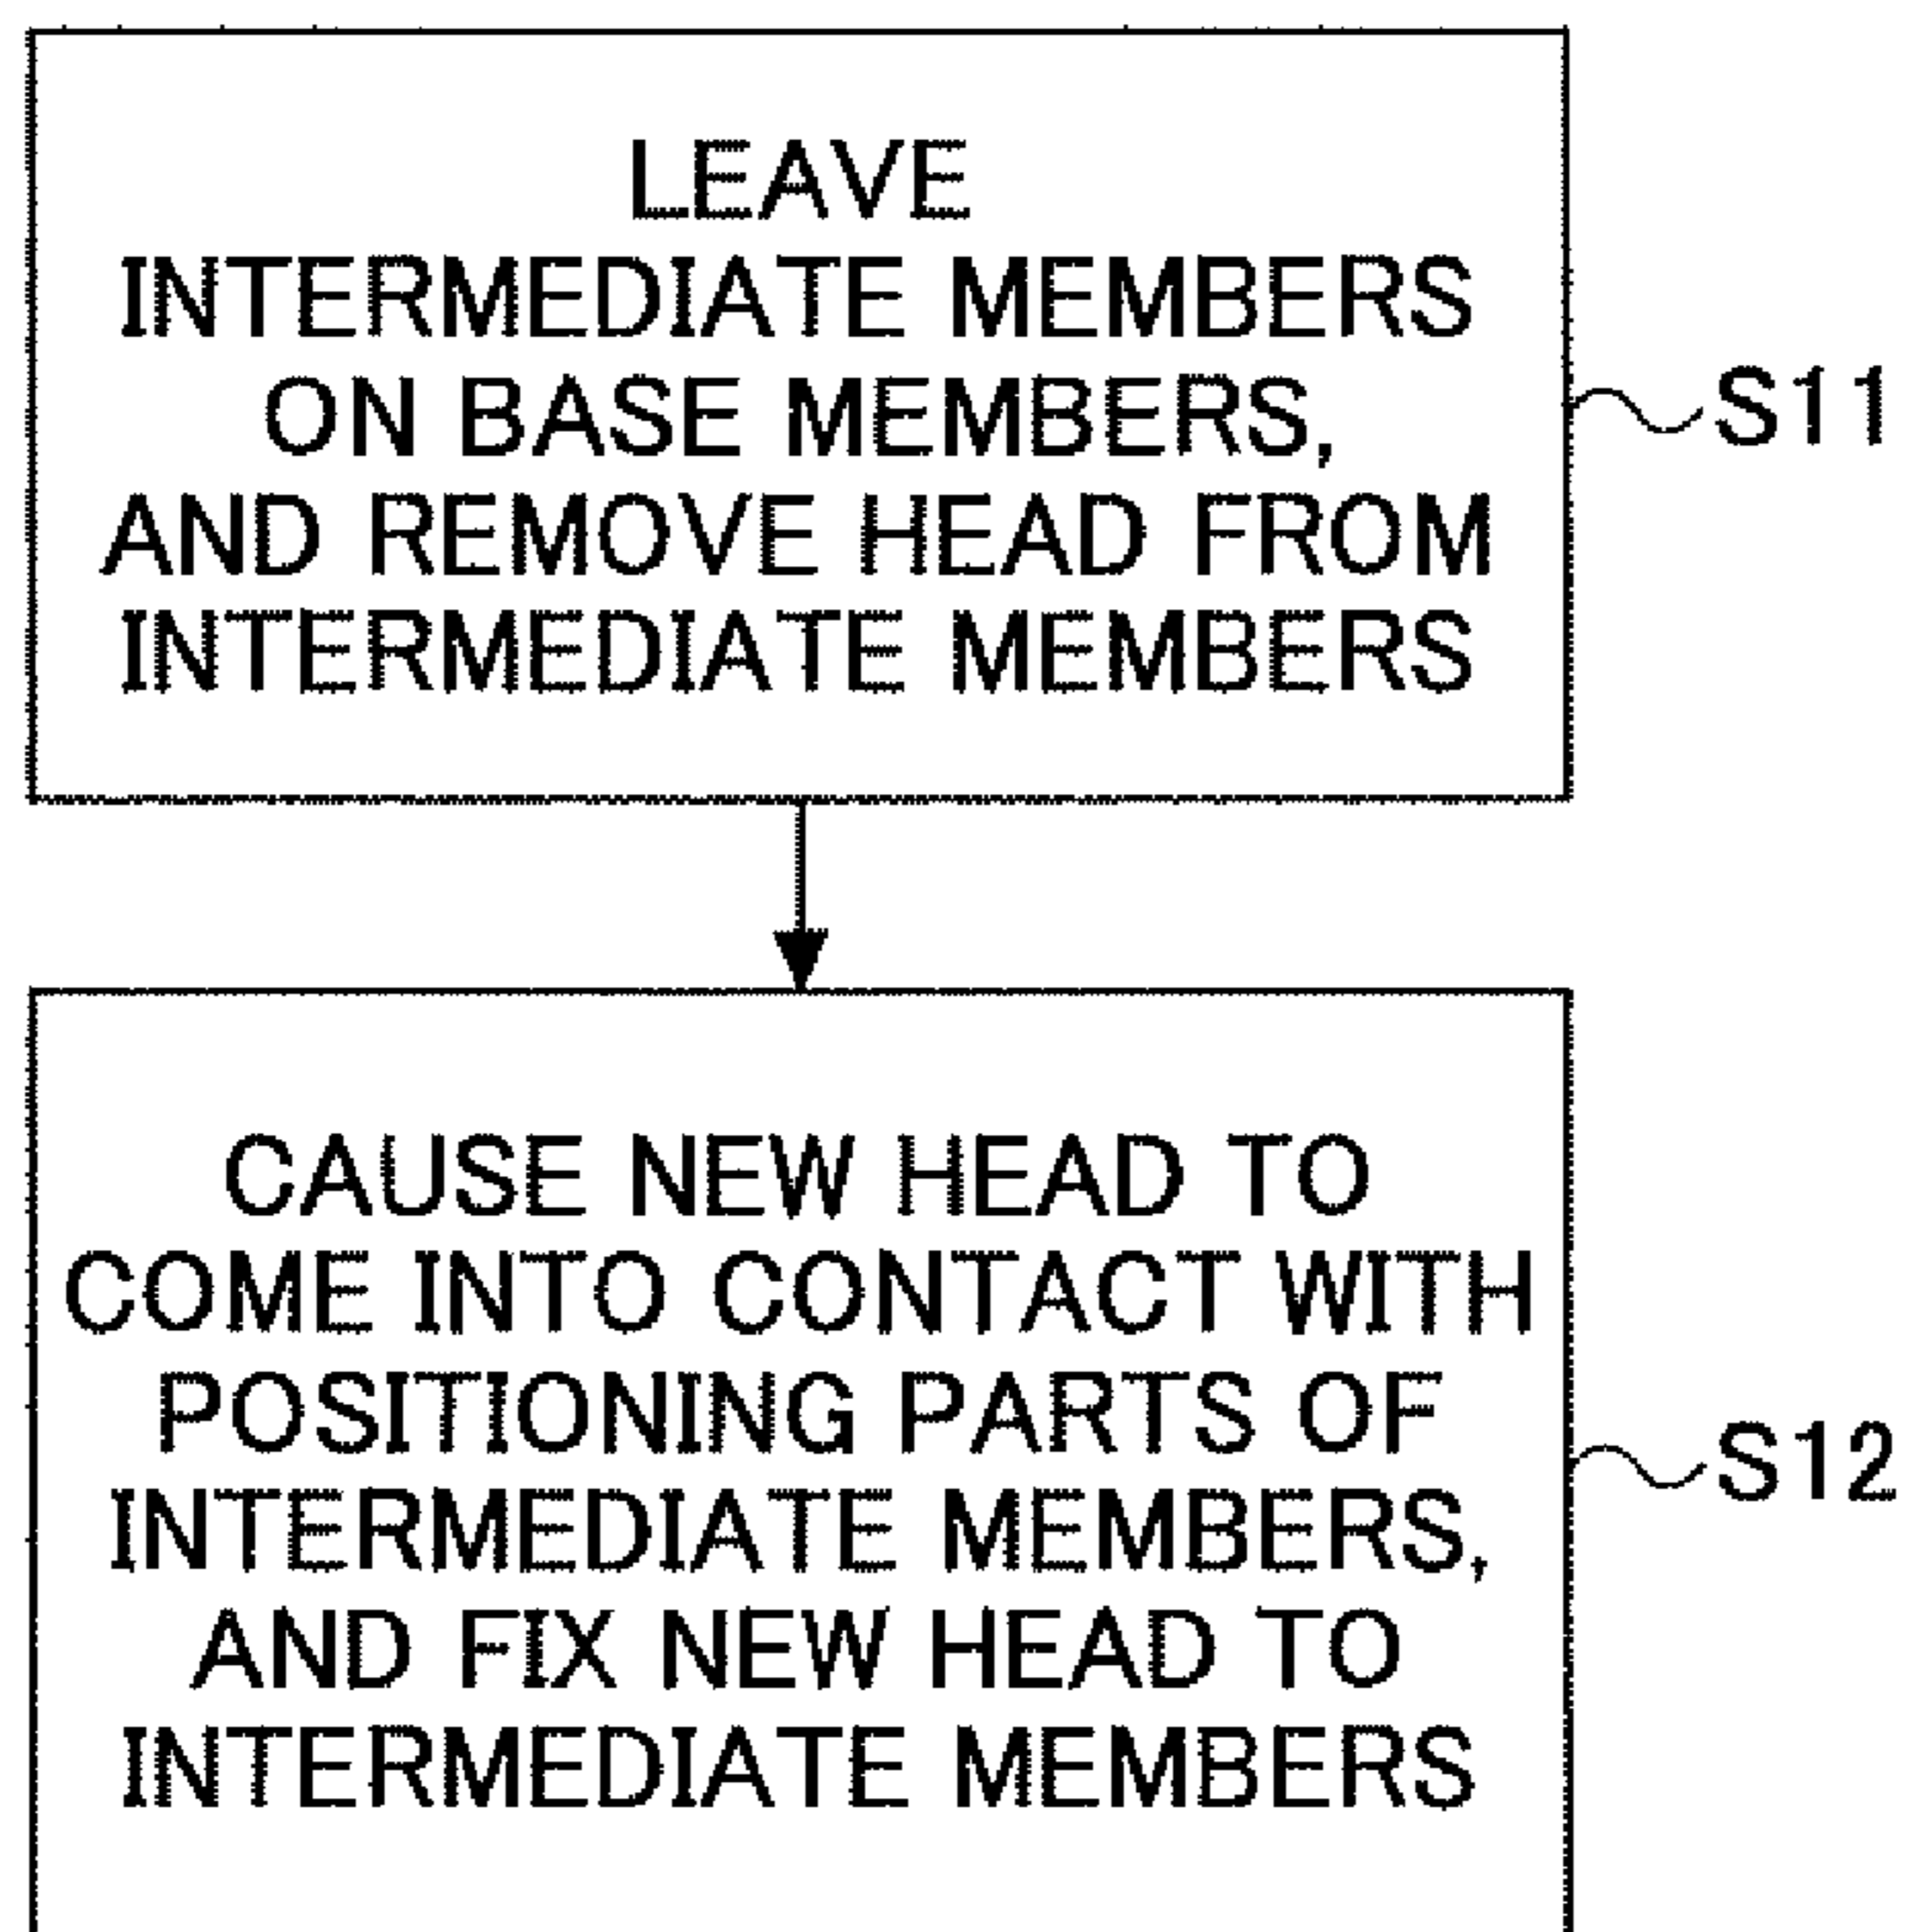 LEAVE
INTERMEDIATE MEMBERS
ON BASE MEMBERS,
AND REMOVE HEAD FROM
INTERMEDIATE MEMBERS
S11
CAUSE NEW HEAD TO
COME INTO CONTACT WITH
POSITIONING PARTS OF
INTERMEDIATE MEMBERS,
AND FIX NEW HEAD TO
INTERMEDIATE MEMBERS
S12